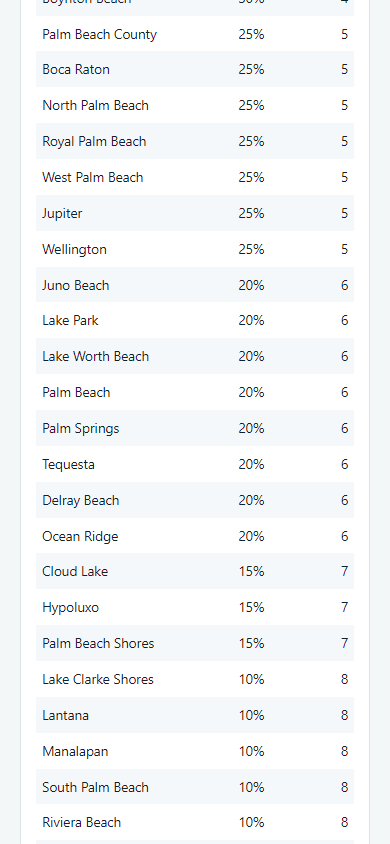 Boynton Beach 30% 4
Palm Beach County 25% 5
Boca Raton 25% 5
North Palm Beach 25% 5
Royal Palm Beach 25% 5
West Palm Beach 25% 5
Jupiter 25% 5
Wellington 25% 5
Juno Beach 20% 6
Lake Park 20% 6
Lake Worth Beach 20% 6
Palm Beach 20% 6
Palm Springs 20% 6
Tequesta 20% 6
Delray Beach 20% 6
Ocean Ridge 20% 6
Cloud Lake 15% 7
Hypoluxo 15% 7
Palm Beach Shores 15% 7
Lake Clarke Shores 10% 8
Lantana 10% 8
Manalapan 10% 8
South Palm Beach 10% 8
Riviera Beach 10% 8